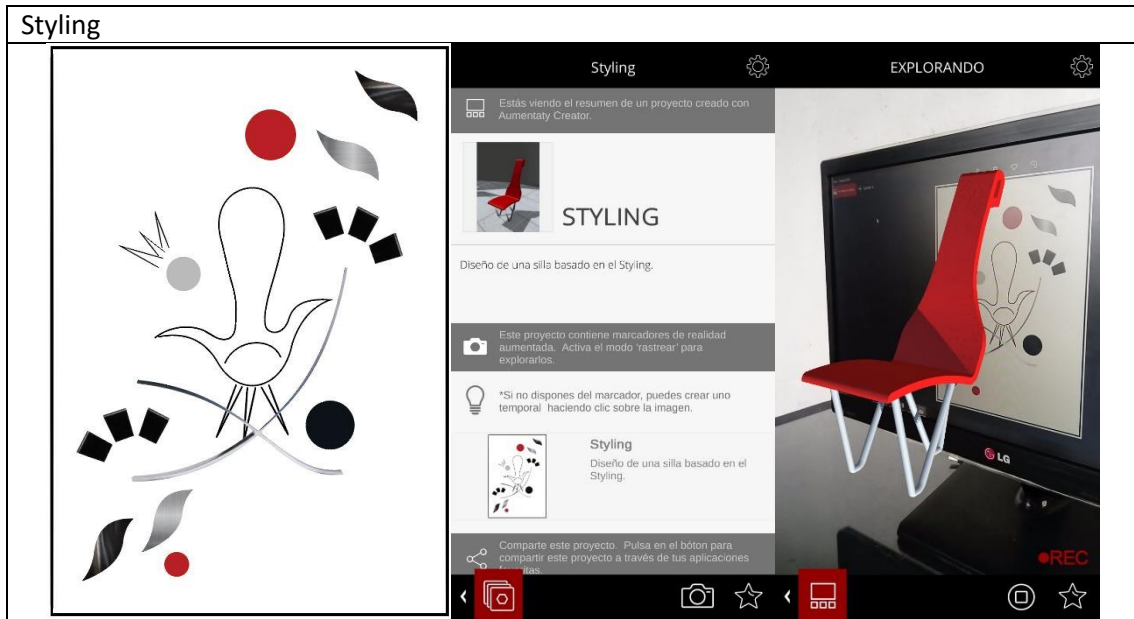 Styling
Styling
Estás viendo el resumen de un proyecto creado con
Aumentaty Creator.
STYLING
Diseño de una silla basado en el Styling.
Este proyecto contiene marcadores de realidad
aumentada. Activa el modo 'rastrear' para
explorarlos.
*Si no dispones del marcador, puedes crear uno
temporal haciendo clic sobre la imagen.
Styling
Diseño de una silla basado en el
Styling.
Comparte este proyecto. Pulsa en el bóton para
compartir este proyecto a través de tus aplicaciones
EXPLORANDO
LG
REC